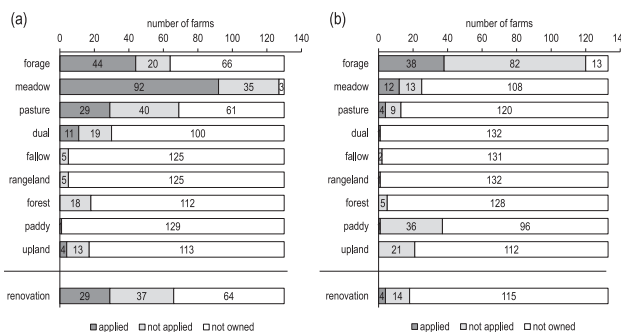 (a)
number of farms
0 20 40 60 80 100 120 140
forage 44 20 66
meadow 92 35 3
pasture 29 40 61
dual 11 19 100
fallow 5 125
rangeland 5 125
forest 18 112
paddy 129
upland 4 13 113
renovation 29 37 64
applied not applied not owned
(b)
number of farms
0 20 40 60 80 100 120
forage 38 82 13
meadow 12 13 108
pasture 4 9 120
dual 132
fallow 2 131
rangeland 132
forest 5 128
paddy 36 96
upland 21 112
renovation 4 14 115
applied not applied not owned